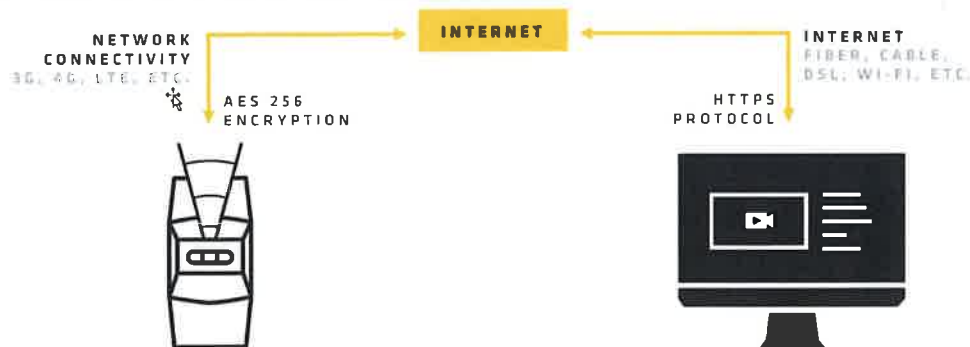 INTERNET
NETWORK
CONNECTIVITY
3G, 4G, LTE, ETC.
AES 256
ENCRYPTION
INTERNET
FIBER, CABLE,
DSL, WI-FI, ETC.
HTTPS
PROTOCOL